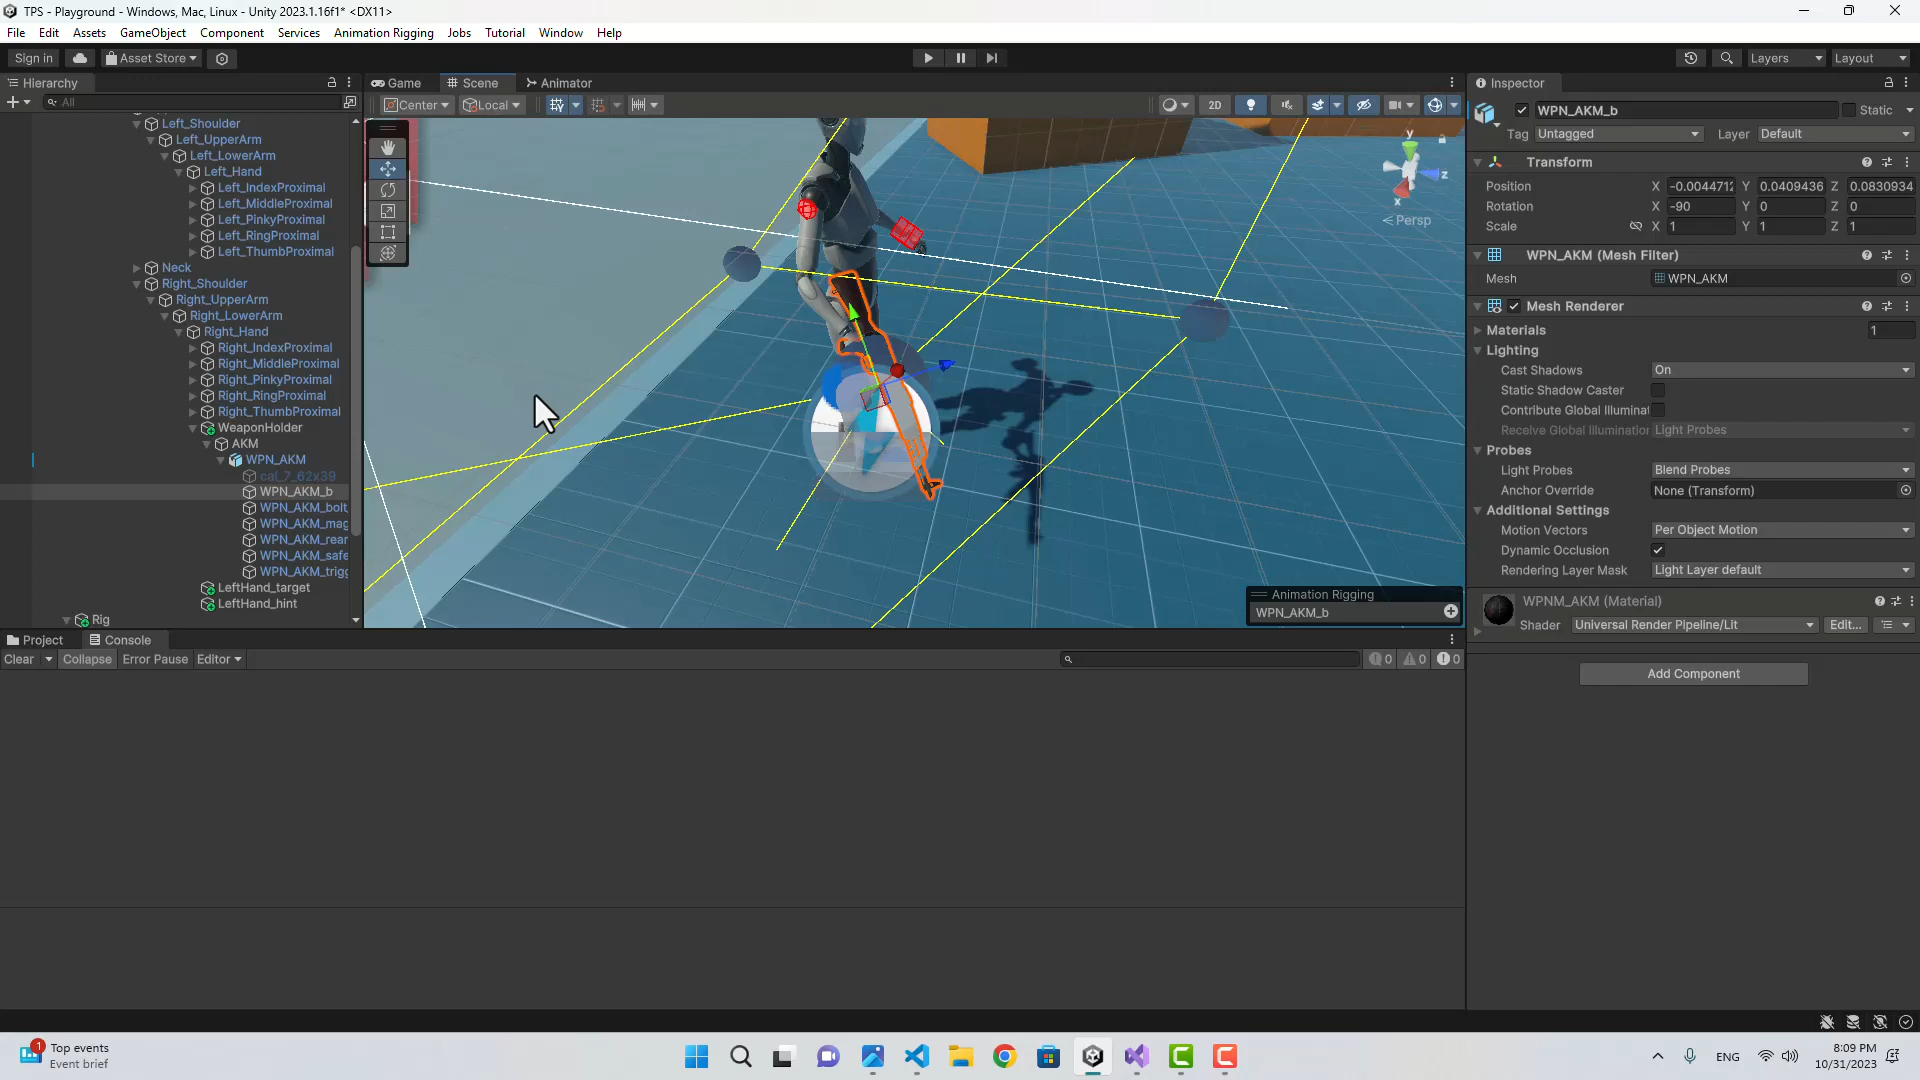 TPS - Playground - Windows, Mac, Linux - Unity 2023.1.16f1* <DX11>
File Edit Assets GameObject Component Services Animation Rigging Jobs Tutorial Window Help
Sign in Asset Store Layers Layout
Hierarchy
All
Left_Shoulder
Left_UpperArm
Left_LowerArm
Left_Hand
Left_IndexProximal
Left_MiddleProximal
Left_PinkyProximal
Left_RingProximal
Left_ThumbProximal
Neck
Right_Shoulder
Right_UpperArm
Right_LowerArm
Right_Hand
Right_IndexProximal
Right_MiddleProximal
Right_PinkyProximal
Right_RingProximal
Right_ThumbProximal
WeaponHolder
AKM
WPN_AKM
cal_7_62x39
WPN_AKM_b
WPN_AKM_bolt
WPN_AKM_mag
WPN_AKM_rear
WPN_AKM_safe
WPN_AKM_trigg
LeftHand_target
LeftHand_hint
Rig
Game Scene Animator
Center Local 2D
y
z
x
Persp
Animation Rigging
WPN_AKM_b
Inspector
WPN_AKM_b Static
Tag Untagged Layer Default
Transform
Position X -0.0044712 Y 0.0409436 Z 0.0830934
Rotation X -90 Y 0 Z 0
Scale X 1 Y 1 Z 1
WPN_AKM (Mesh Filter)
Mesh WPN_AKM
Mesh Renderer
Materials 1
Lighting
Cast Shadows On
Static Shadow Caster
Contribute Global Illuminat
Receive Global Illumination Light Probes
Probes
Light Probes Blend Probes
Anchor Override None (Transform)
Additional Settings
Motion Vectors Per Object Motion
Dynamic Occlusion
Rendering Layer Mask Light Layer default
WPNM_AKM (Material)
Shader Universal Render Pipeline/Lit Edit...
Add Component
Project Console
Clear Collapse Error Pause Editor 0 0 0
1 Top events
Event brief
ENG 8:09 PM
10/31/2023